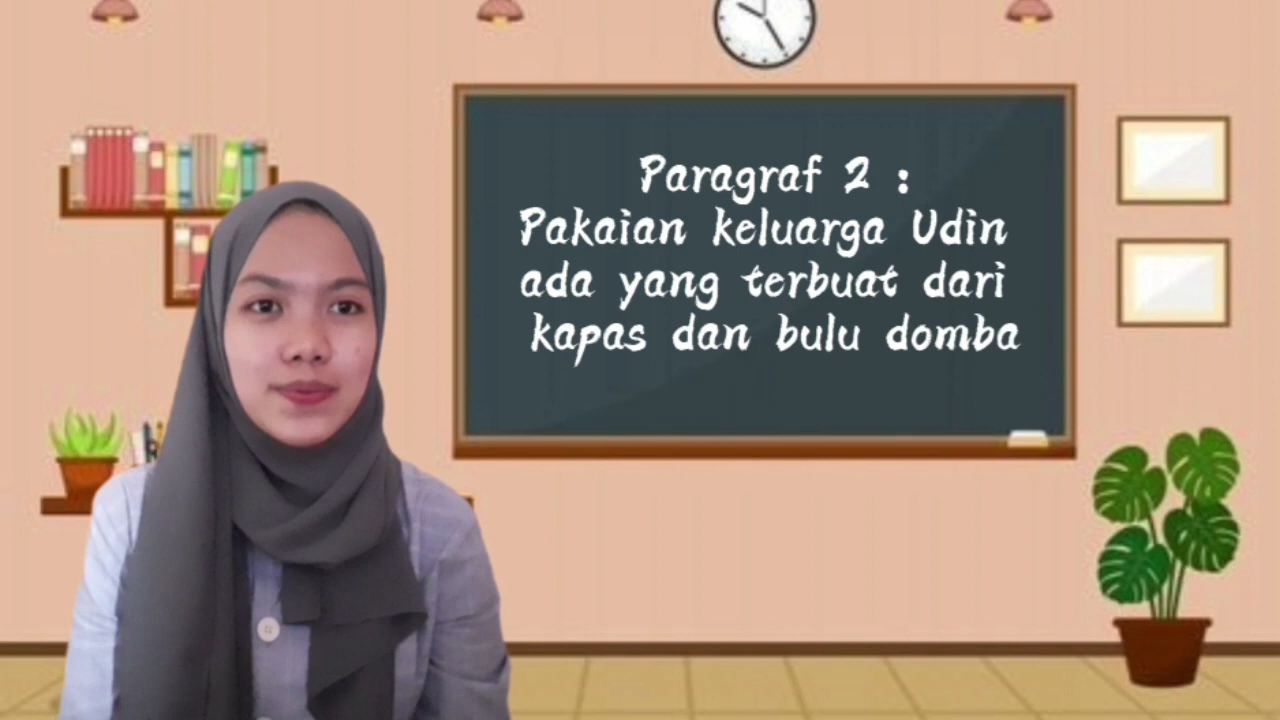 Paragraf 2 :
Pakaian keluarga Udin
ada yang terbuat dari
kapas dan bulu domba